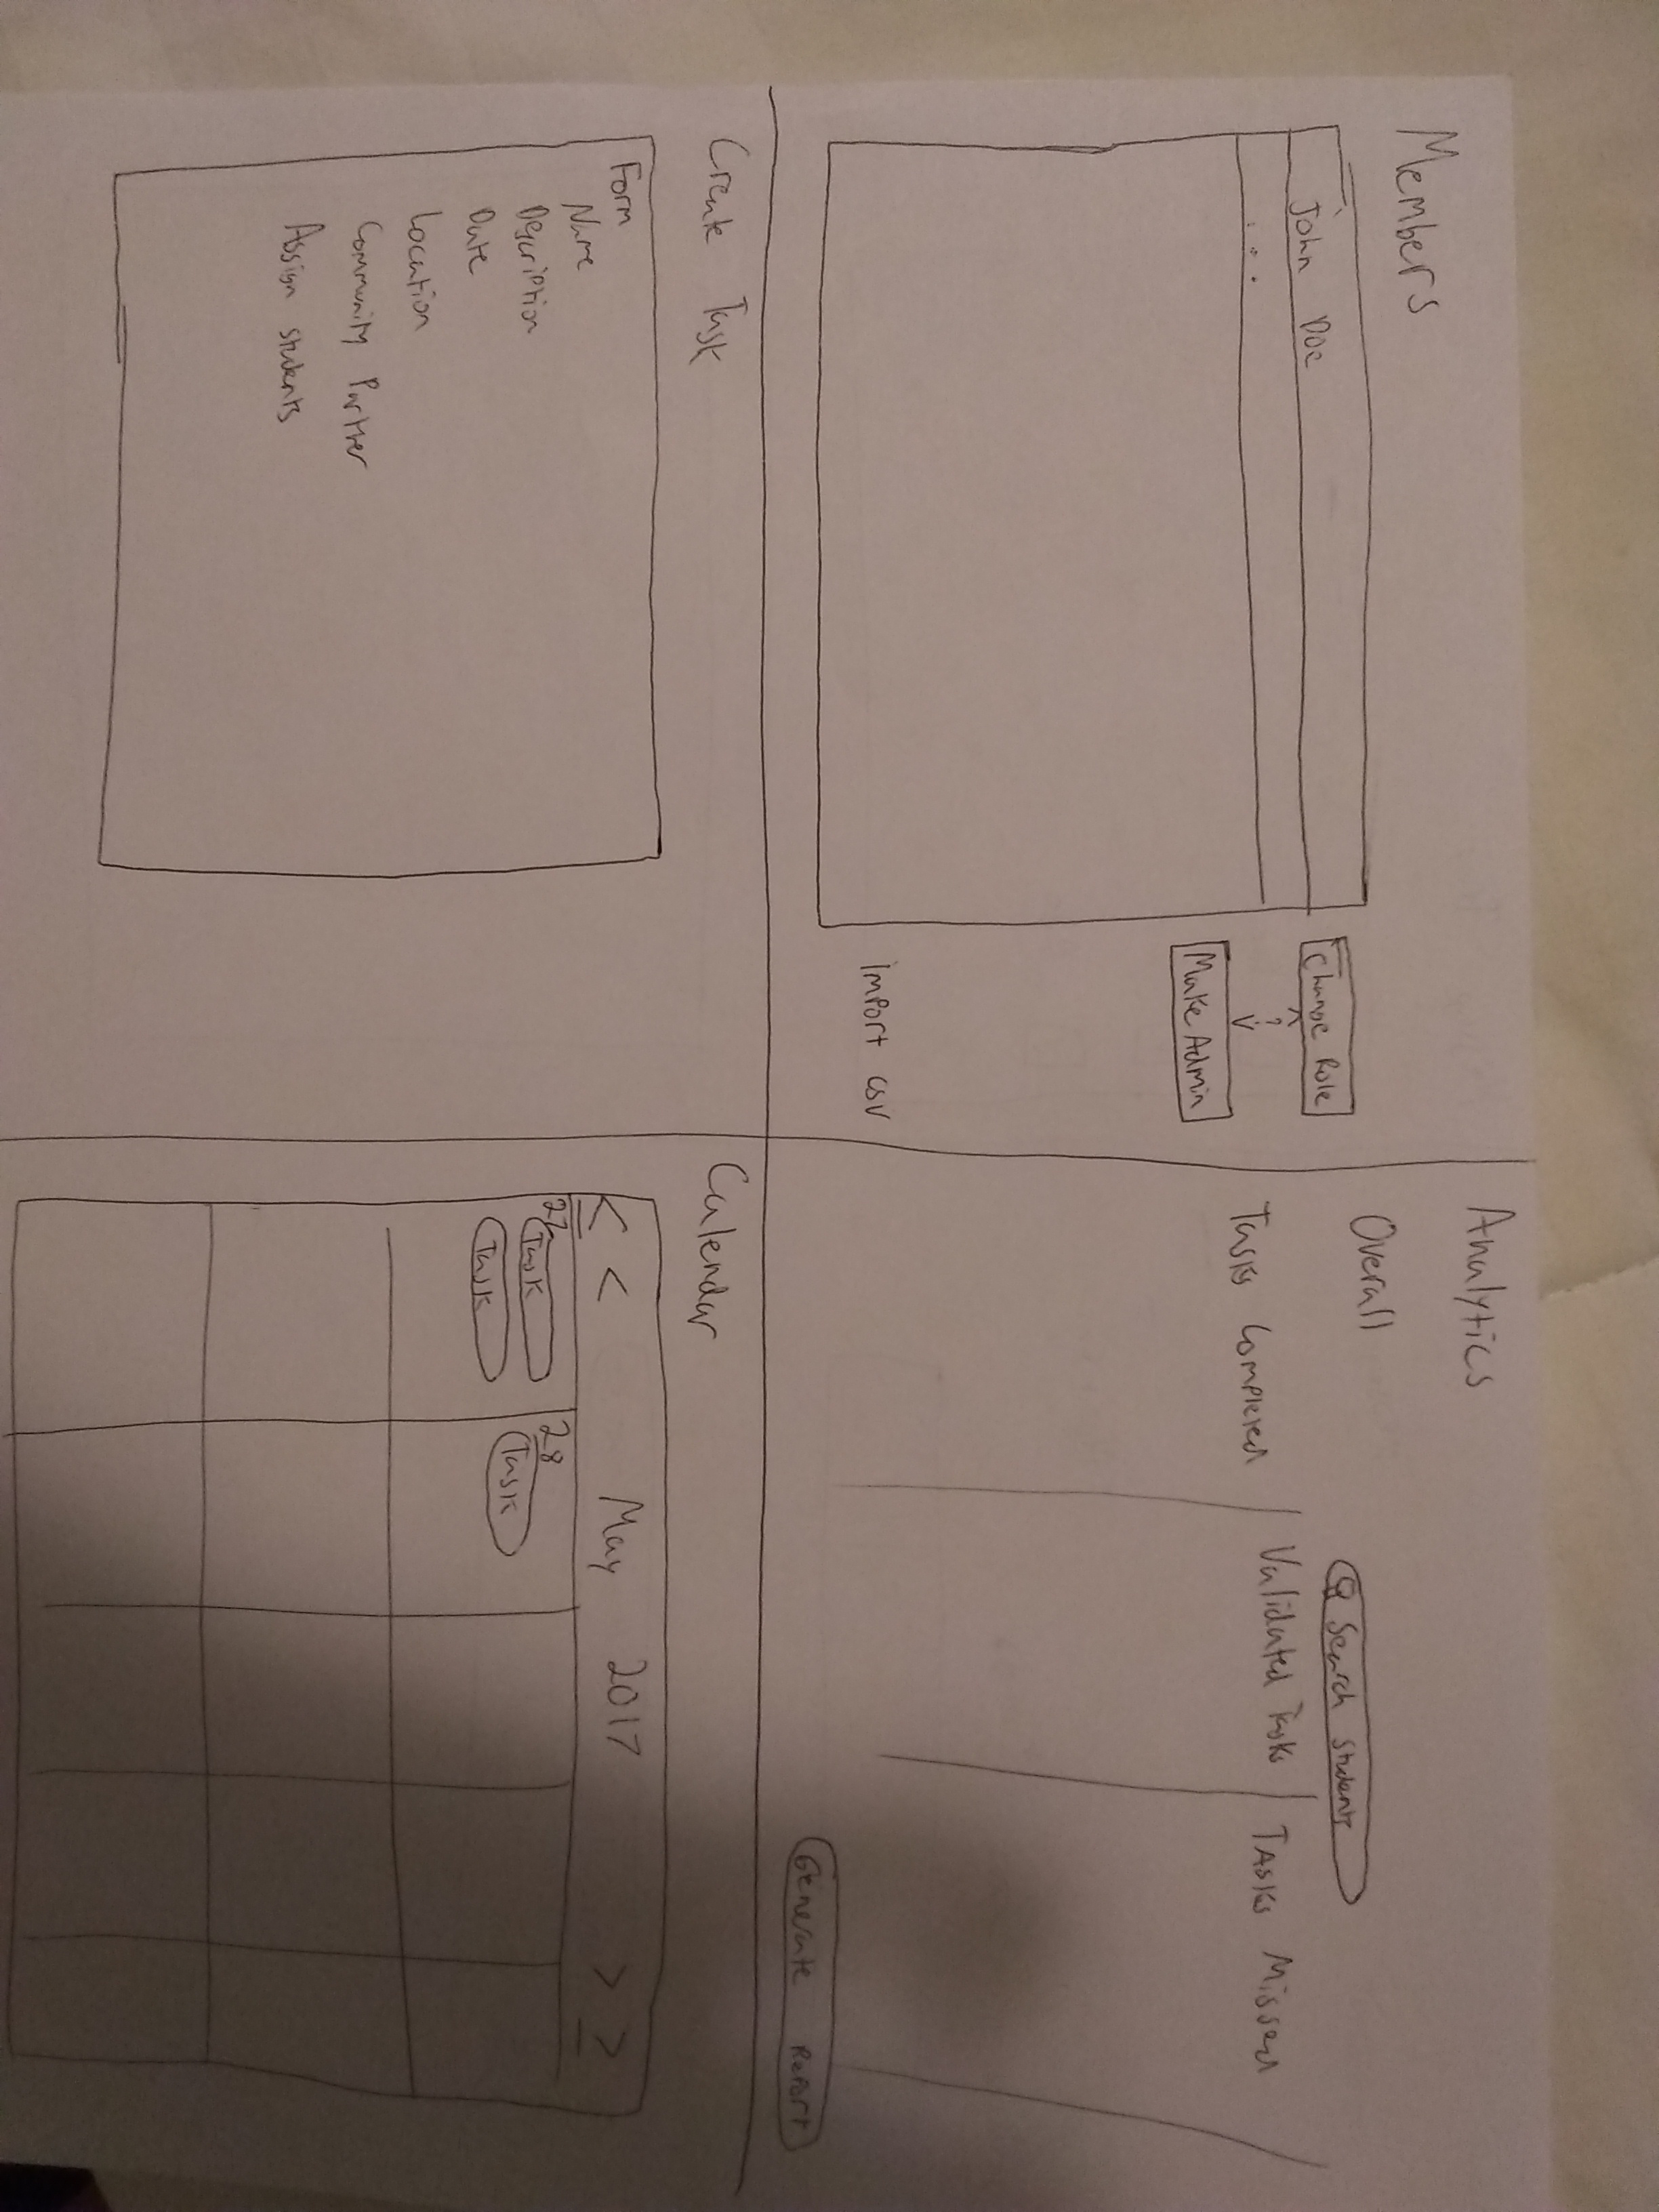 Members
John Doe
...
Change Role
?
Make Admin
Import CSV
Analytics
Overall
Search students
Tasks Completed
Validated Tasks
TAsks Missed
Generate Report
Create Task
Form
Name
Description
Date
Location
Community Partner
Assign students
Calendar
< < May 2017 > >
27
Task
Task
28
Task